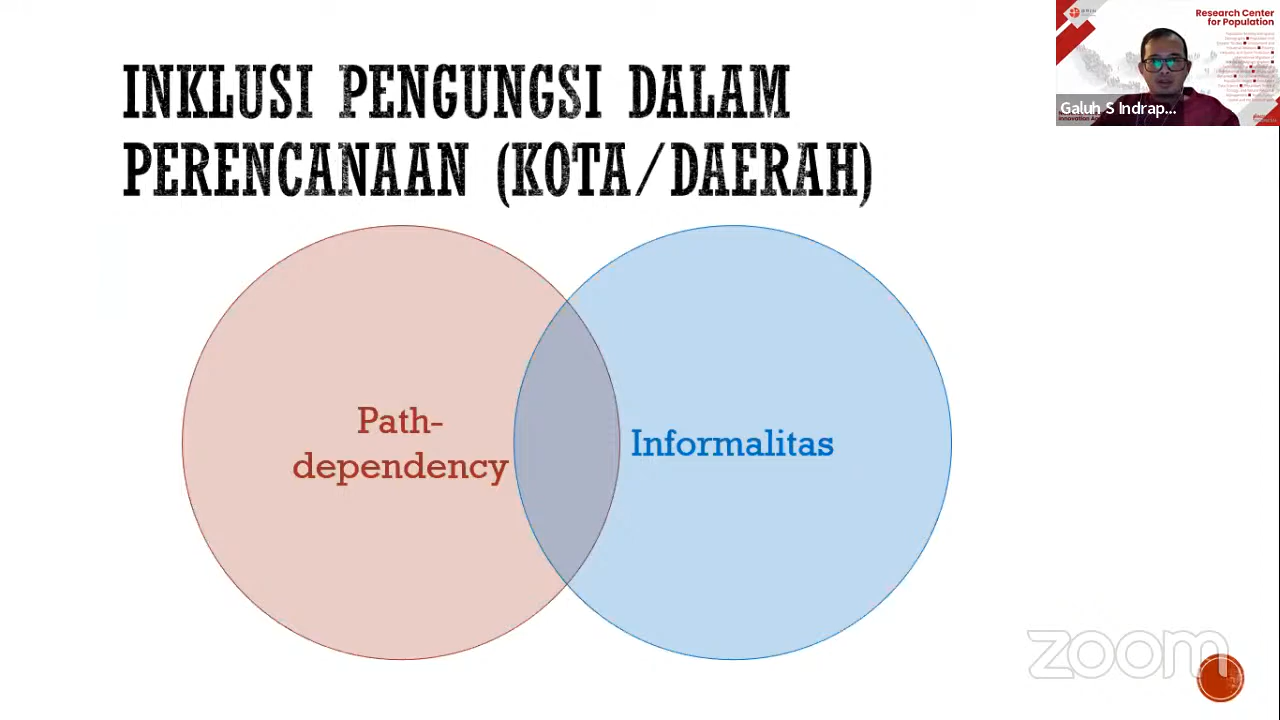 INKLUSI PENGUNGSI DALAM
PERENCANAAN (KOTA/DAERAH)
Path-
dependency
Informalitas
Research Center
for Population
Galuh S Indrap...
zoom